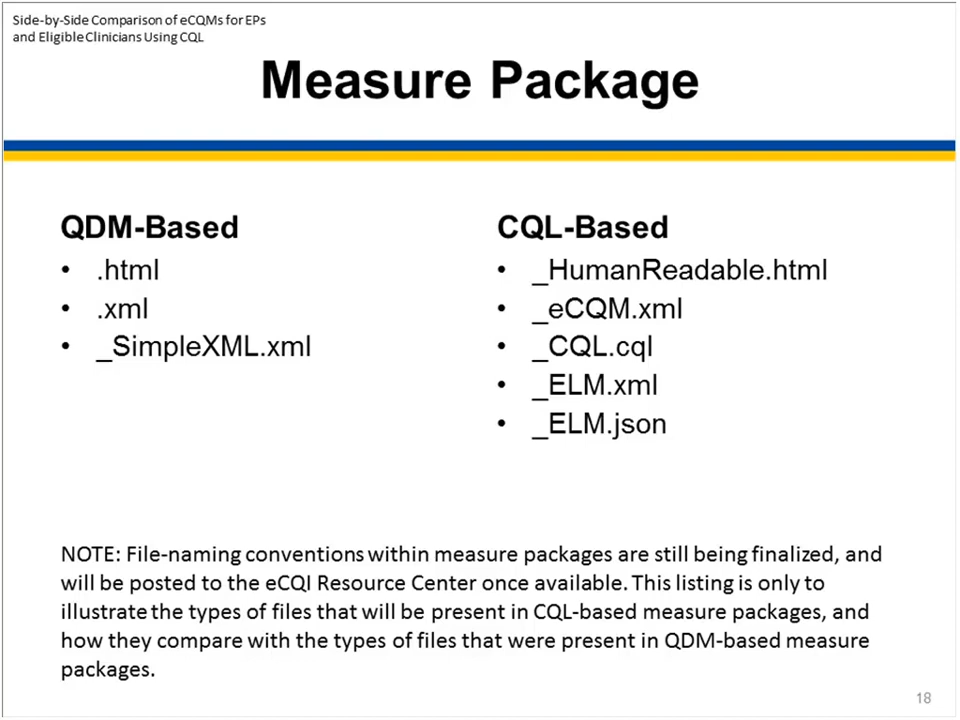 Side-by-Side Comparison of eCQMs for EPs
and Eligible Clinicians Using CQL
Measure Package
QDM-Based
• .html
• .xml
• _SimpleXML.xml
CQL-Based
• _HumanReadable.html
• _eCQM.xml
• _CQL.cql
• _ELM.xml
• _ELM.json
NOTE: File-naming conventions within measure packages are still being finalized, and
will be posted to the eCQI Resource Center once available. This listing is only to
illustrate the types of files that will be present in CQL-based measure packages, and
how they compare with the types of files that were present in QDM-based measure
packages.
18